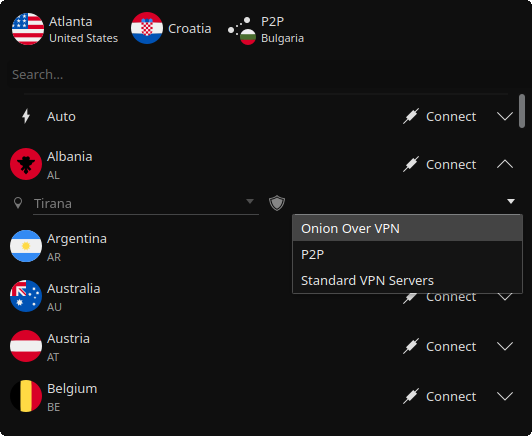 Atlanta
United States
Croatia
P2P
Bulgaria
Search...
Auto
Connect
Albania
AL
Connect
Tirana
Onion Over VPN
P2P
Standard VPN Servers
Argentina
AR
Australia
AU
Connect
Austria
AT
Connect
Belgium
BE
Connect